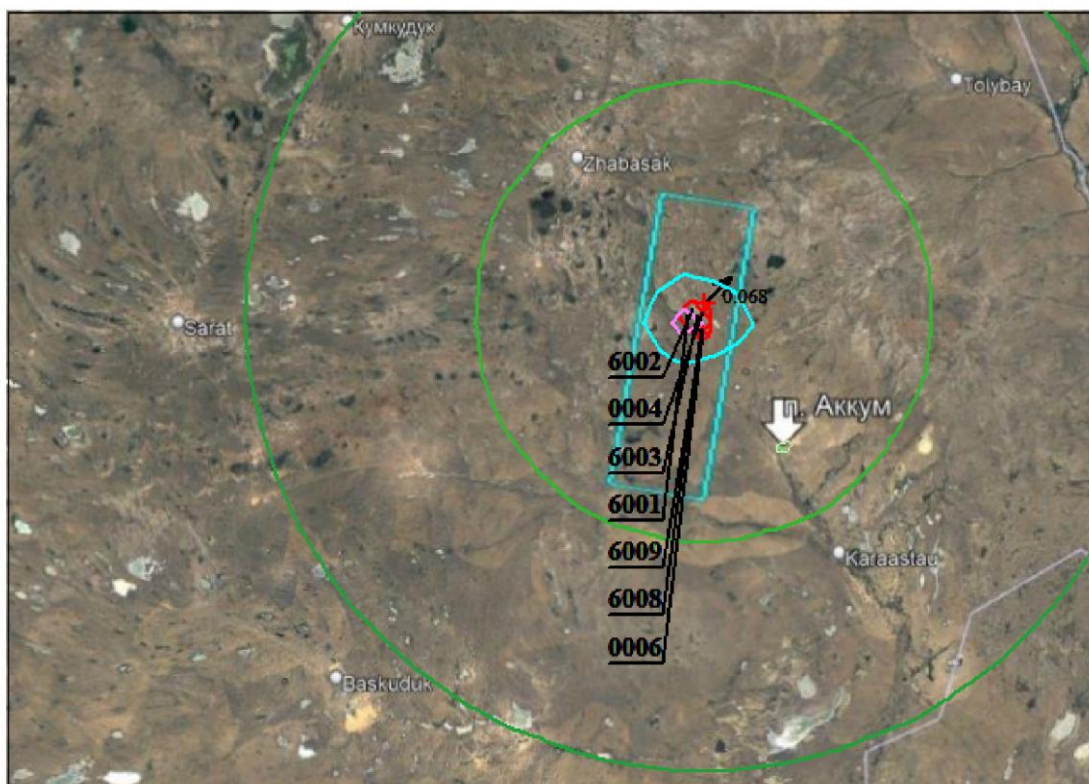 Кумкудук
Tolybay
Zhabasak
0.068
Sarat
6002
0004
п. Аккум
6003
6001
6009
Karaastau
6008
0006
Baskuduk